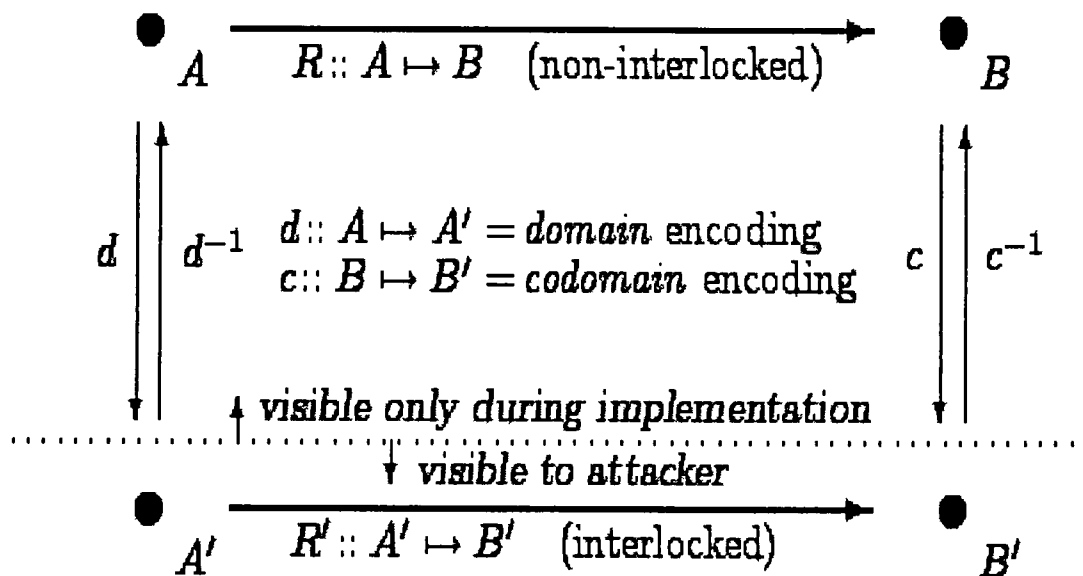 A B
R :: A ↦ B (non-interlocked)
d d⁻¹ c c⁻¹
d :: A ↦ A′ = domain encoding
c :: B ↦ B′ = codomain encoding
visible only during implementation
visible to attacker
A′ B′
R′ :: A′ ↦ B′ (interlocked)